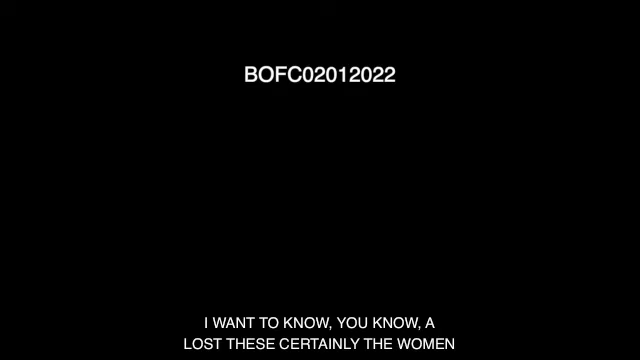 BOFC02012022
I WANT TO KNOW, YOU KNOW, A
LOST THESE CERTAINLY THE WOMEN